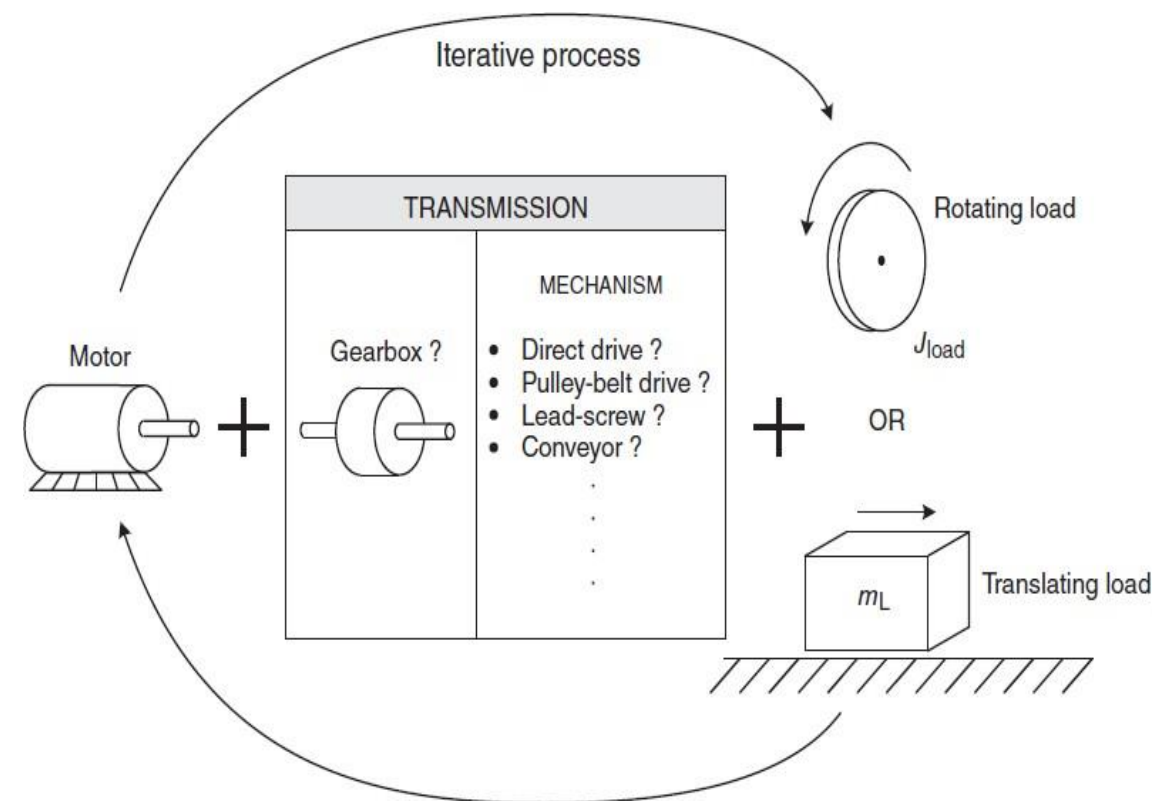 Iterative process
TRANSMISSION
Rotating load
MECHANISM
Jload
Motor
Gearbox ?
• Direct drive ?
• Pulley-belt drive ?
• Lead-screw ?
• Conveyor ?
.
.
.
.
OR
mL
Translating load